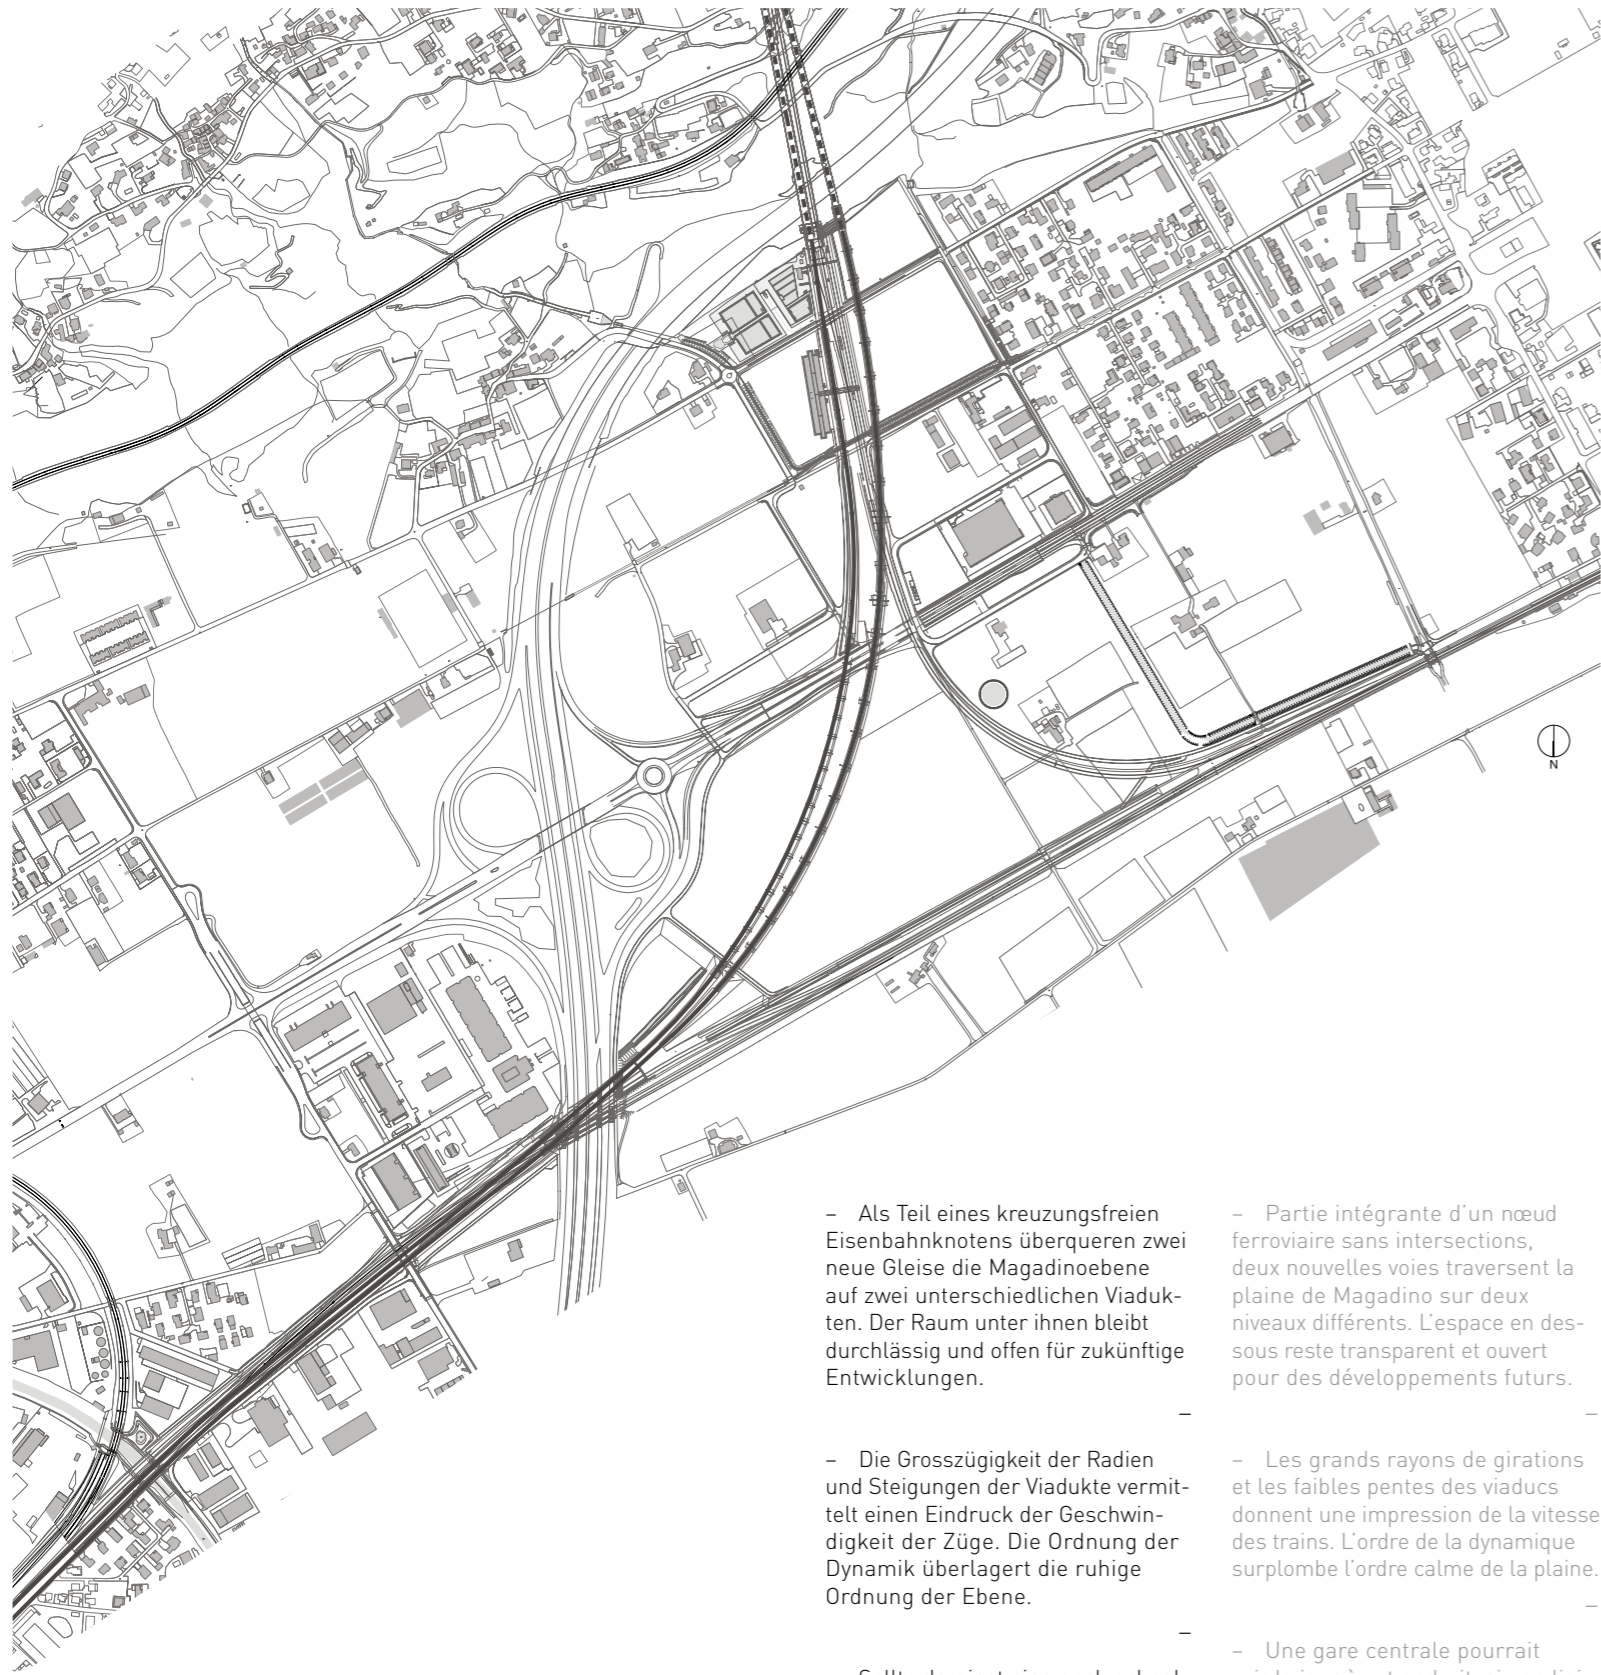 N
– Als Teil eines kreuzungsfreien
Eisenbahnknotens überqueren zwei
neue Gleise die Magadinoebene
auf zwei unterschiedlichen Viaduk-
ten. Der Raum unter ihnen bleibt
durchlässig und offen für zukünftige
Entwicklungen.
–
– Die Grosszügigkeit der Radien
und Steigungen der Viadukte vermit-
telt einen Eindruck der Geschwin-
digkeit der Züge. Die Ordnung der
Dynamik überlagert die ruhige
Ordnung der Ebene.
–
– Partie intégrante d’un nœud
ferroviaire sans intersections,
deux nouvelles voies traversent la
plaine de Magadino sur deux
niveaux différents. L’espace en des-
sous reste transparent et ouvert
pour des développements futurs.
–
– Les grands rayons de girations
et les faibles pentes des viaducs
donnent une impression de la vitesse
des trains. L’ordre de la dynamique
surplombe l’ordre calme de la plaine.
–
– Une gare centrale pourrait